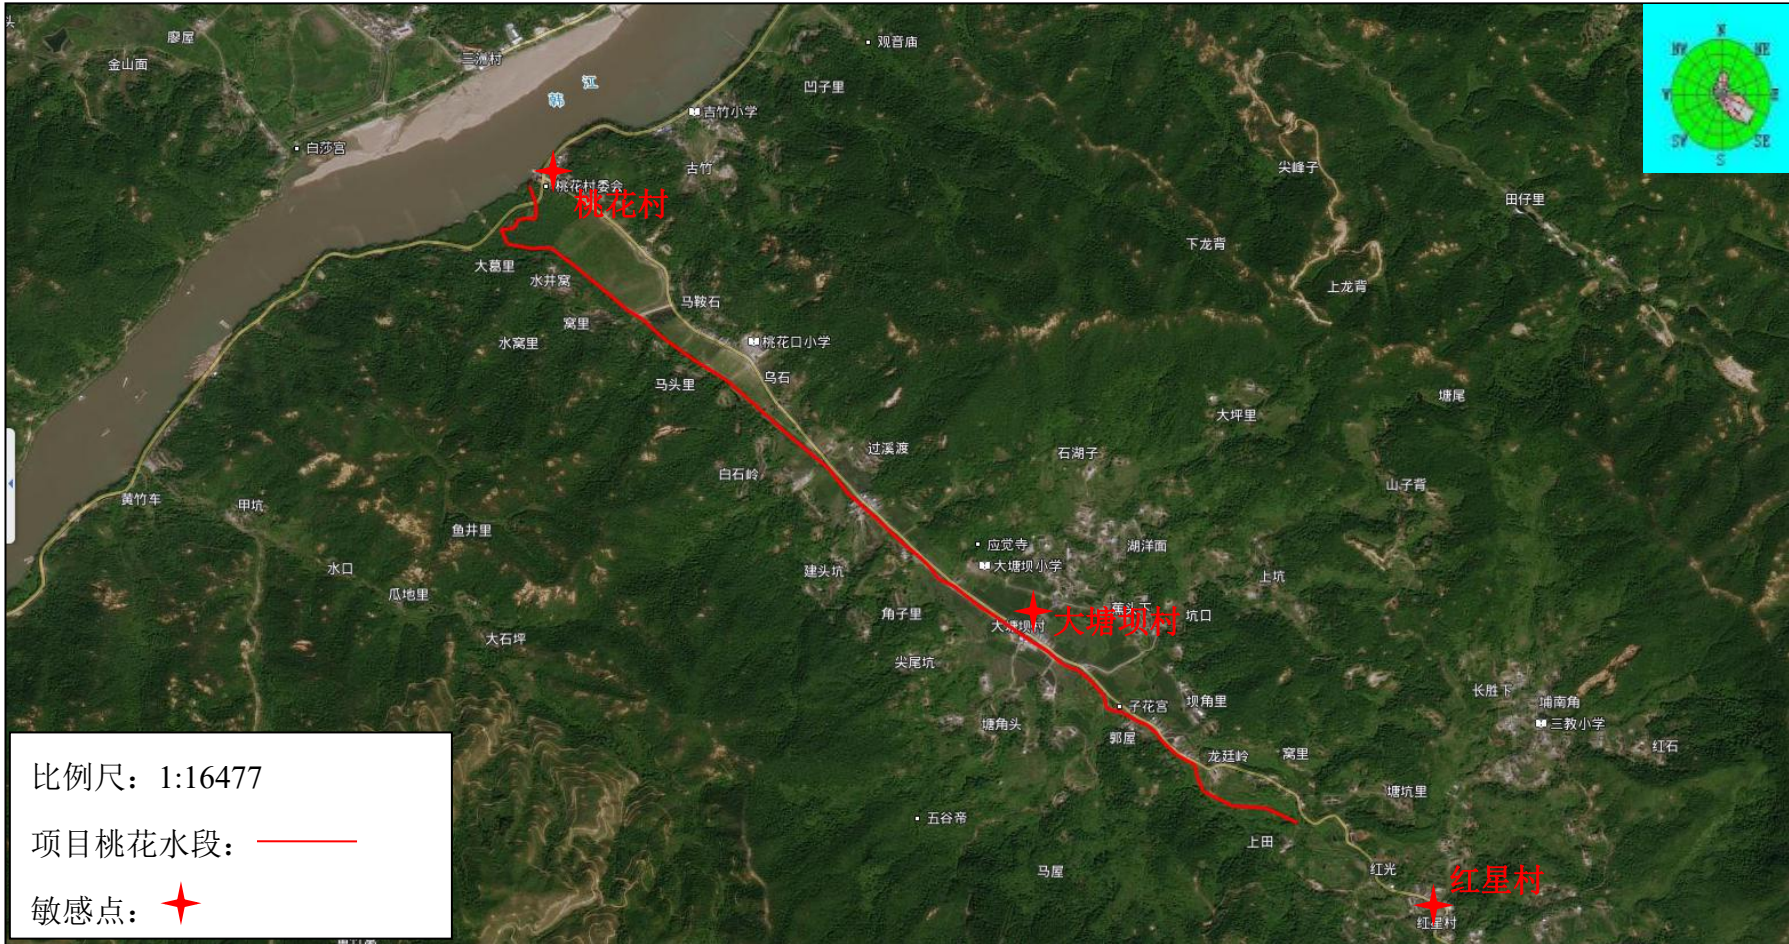 廖屋
金山面
三洲村
韩江
观音庙
凹子里
吉竹小学
古竹
白莎宫
桃花村委会
桃花村
尖峰子
田仔里
下龙背
上龙背
大墓里
水井窝
窝里
水窝里
马鞍石
桃花口小学
乌石
马头里
大坪里
塘尾
过溪渡
石湖子
白石岭
山子背
黄竹车
甲坑
鱼井里
应觉寺
湖洋面
大塘坝小学
上坑
建头坑
水口
瓜地里
角子里
大塘坝村
大塘坝村
坑口
大石坪
尖尾坑
长胜下
埔南角
三教小学
红石
坝角里
子花宫
塘角头
郭屋
龙廷岭
窝里
塘坑里
五谷帝
上田
马屋
红光
红星村
红星村
N
NE
E
SE
S
SW
W
NW
比例尺：1:16477
项目桃花水段：
敏感点：